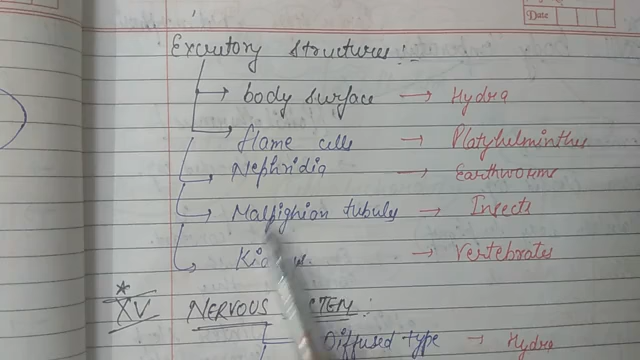 Date
Excretory structures :-
→ body surface → Hydra
→ flame cells → Platyhelminthes
→ Nephridia → Earthworms
→ Malpighian tubules → Insects
→ → Vertebrates
* XV NERVOUS :
Diffused type → Hydra